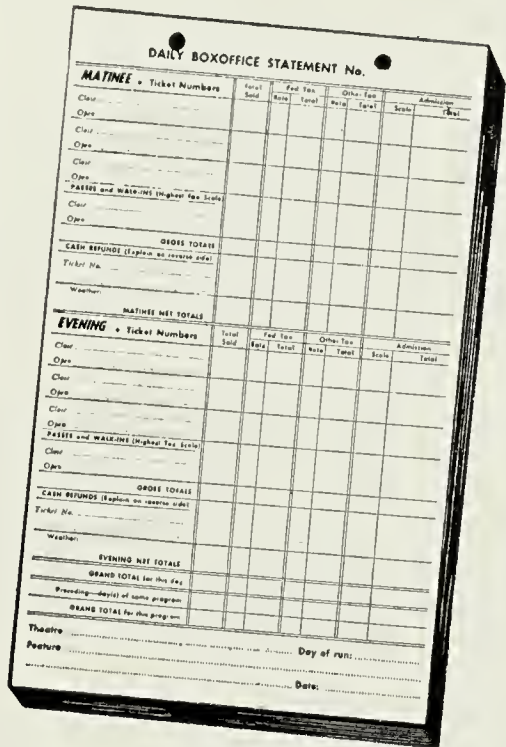 DAILY BOXOFFICE STATEMENT No.
MATINEE • Ticket Numbers Total Sold Fed Tax Rate Total Other Tax Rate Total Admission Scale Total
Close
Open
Close
Open
Close
Open
PASSES and WALK-INS (Highest Tax Scale)
Close
Open
GROSS TOTALS
CASH REFUNDS (Explain on reverse side)
Ticket No.
Weather:
MATINEE NET TOTALS
EVENING • Ticket Numbers Total Sold Fed Tax Rate Total Other Tax Rate Total Admission Scale Total
Close
Open
Close
Open
Close
Open
PASSES and WALK-INS (Highest Tax Scale)
Close
Open
GROSS TOTALS
CASH REFUNDS (Explain on reverse side)
Ticket No.
Weather:
EVENING NET TOTALS
GRAND TOTAL for this day
Preceding—day(s) of same program
GRAND TOTAL for this program
Theatre Day of run:
Feature
Date: